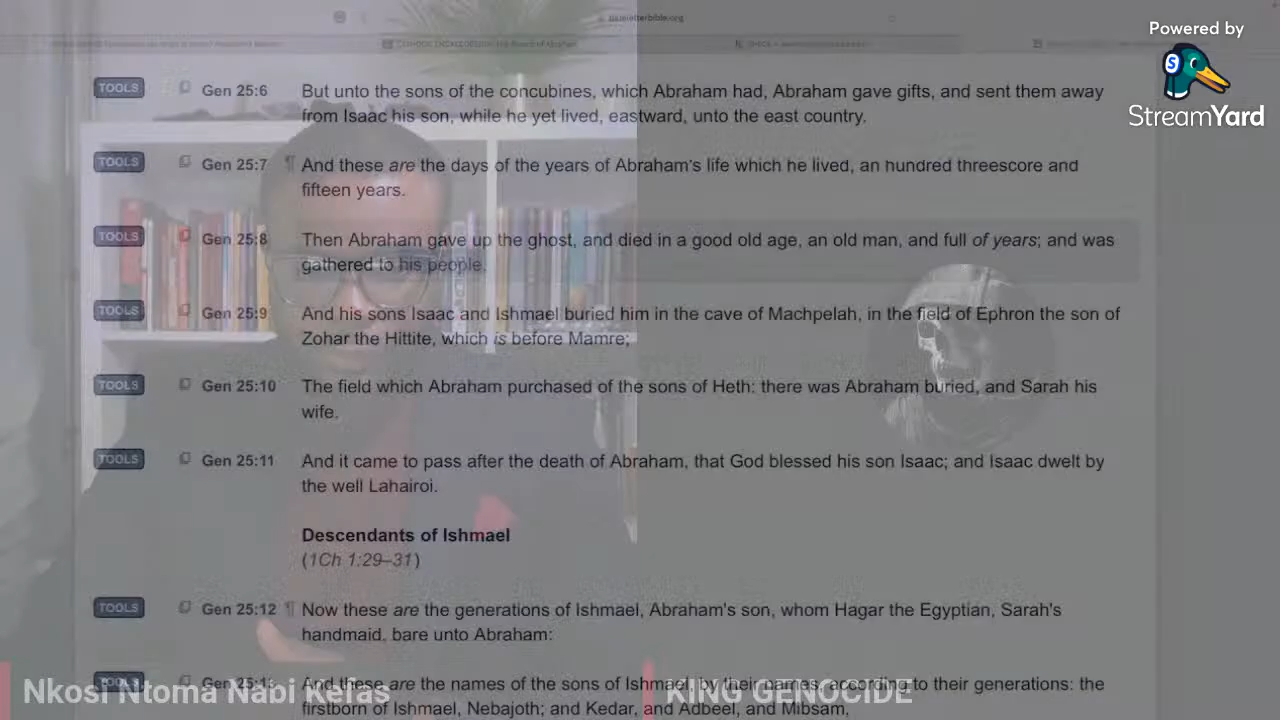 Powered by
StreamYard
blueletterbible.org
TOOLS Gen 25:6 But unto the sons of the concubines, which Abraham had, Abraham gave gifts, and sent them away
from Isaac his son, while he yet lived, eastward, unto the east country.
TOOLS Gen 25:7 ¶ And these are the days of the years of Abraham's life which he lived, an hundred threescore and
fifteen years.
TOOLS Gen 25:8 Then Abraham gave up the ghost, and died in a good old age, an old man, and full of years; and was
gathered to his people.
TOOLS Gen 25:9 And his sons Isaac and Ishmael buried him in the cave of Machpelah, in the field of Ephron the son of
Zohar the Hittite, which is before Mamre;
TOOLS Gen 25:10 The field which Abraham purchased of the sons of Heth: there was Abraham buried, and Sarah his
wife.
TOOLS Gen 25:11 And it came to pass after the death of Abraham, that God blessed his son Isaac; and Isaac dwelt by
the well Lahairoi.
Descendants of Ishmael
(1Ch 1:29–31)
TOOLS Gen 25:12 ¶ Now these are the generations of Ishmael, Abraham's son, whom Hagar the Egyptian, Sarah's
handmaid, bare unto Abraham:
TOOLS Gen 25:13 And these are the names of the sons of Ishmael, by their names, according to their generations: the
firstborn of Ishmael, Nebajoth; and Kedar, and Adbeel, and Mibsam,
Nkosi Ntoma Nabi Kefas
KING GENOCIDE